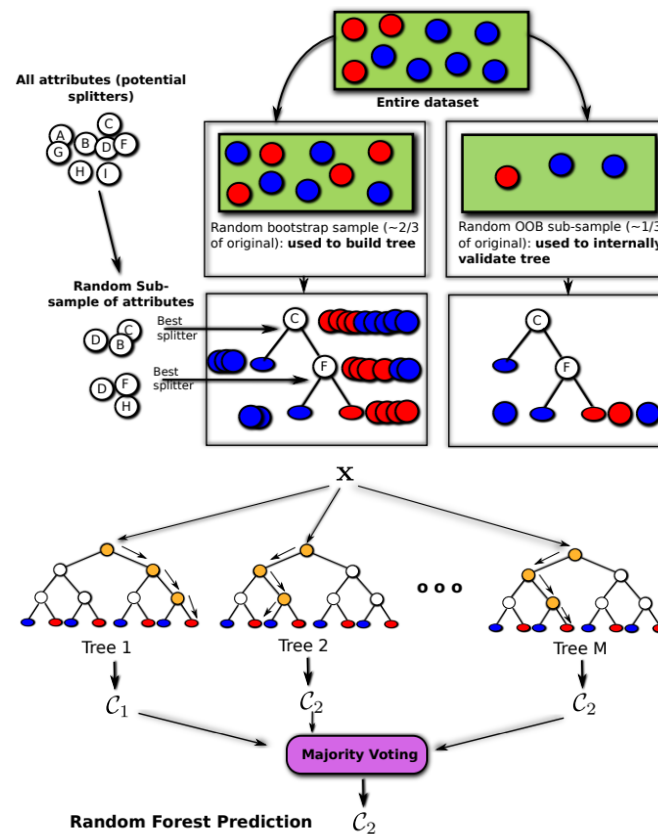 All attributes (potential
splitters)
C
A
B
D
F
G
H
I
Entire dataset
Random bootstrap sample (~2/3
of original): used to build tree
Random OOB sub-sample (~1/3
of original): used to internally
validate tree
Random Sub-
sample of attributes
C
D
B
Best
splitter
C
F
D
F
H
Best
splitter
C
F
x
o o o
Tree 1
Tree 2
Tree M
C1
C2
C2
Majority Voting
Random Forest Prediction
C2